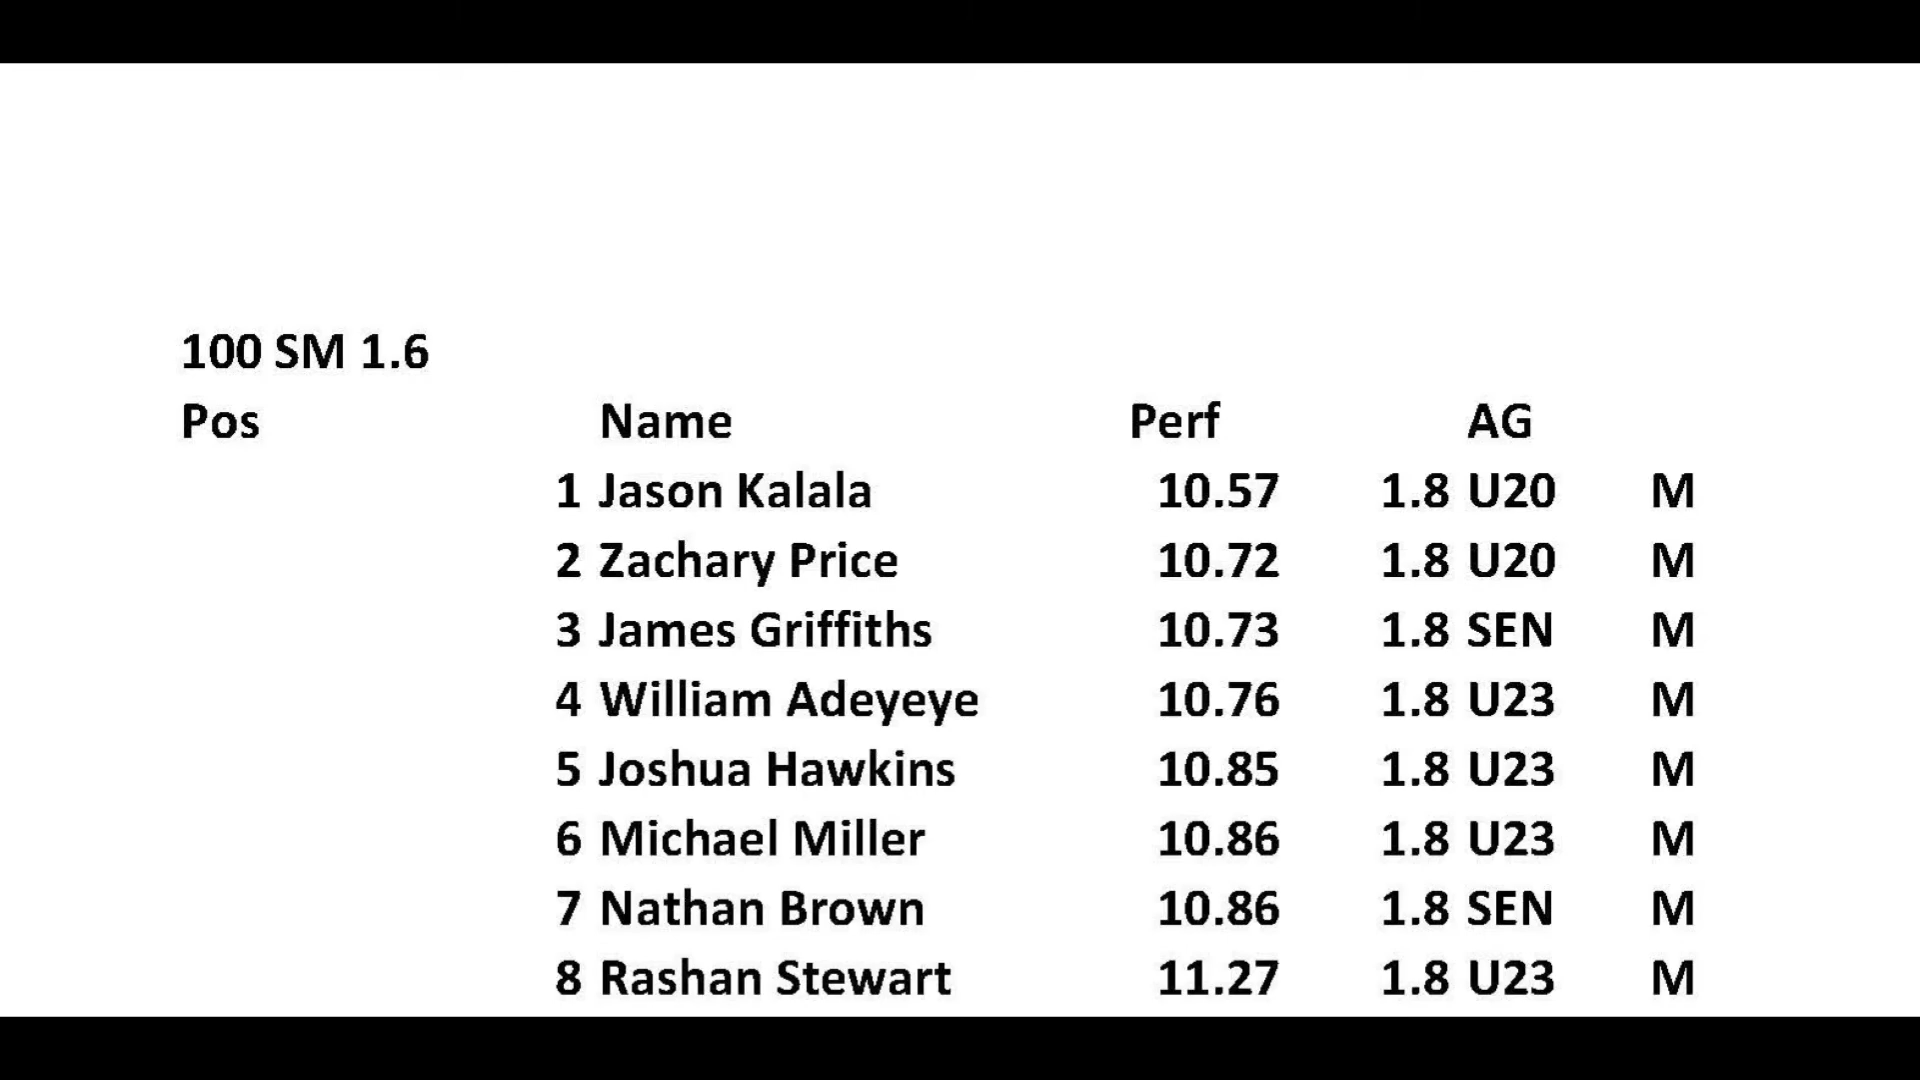 100 SM 1.6
Pos Name Perf AG
1 Jason Kalala 10.57 1.8 U20 M
2 Zachary Price 10.72 1.8 U20 M
3 James Griffiths 10.73 1.8 SEN M
4 William Adeyeye 10.76 1.8 U23 M
5 Joshua Hawkins 10.85 1.8 U23 M
6 Michael Miller 10.86 1.8 U23 M
7 Nathan Brown 10.86 1.8 SEN M
8 Rashan Stewart 11.27 1.8 U23 M